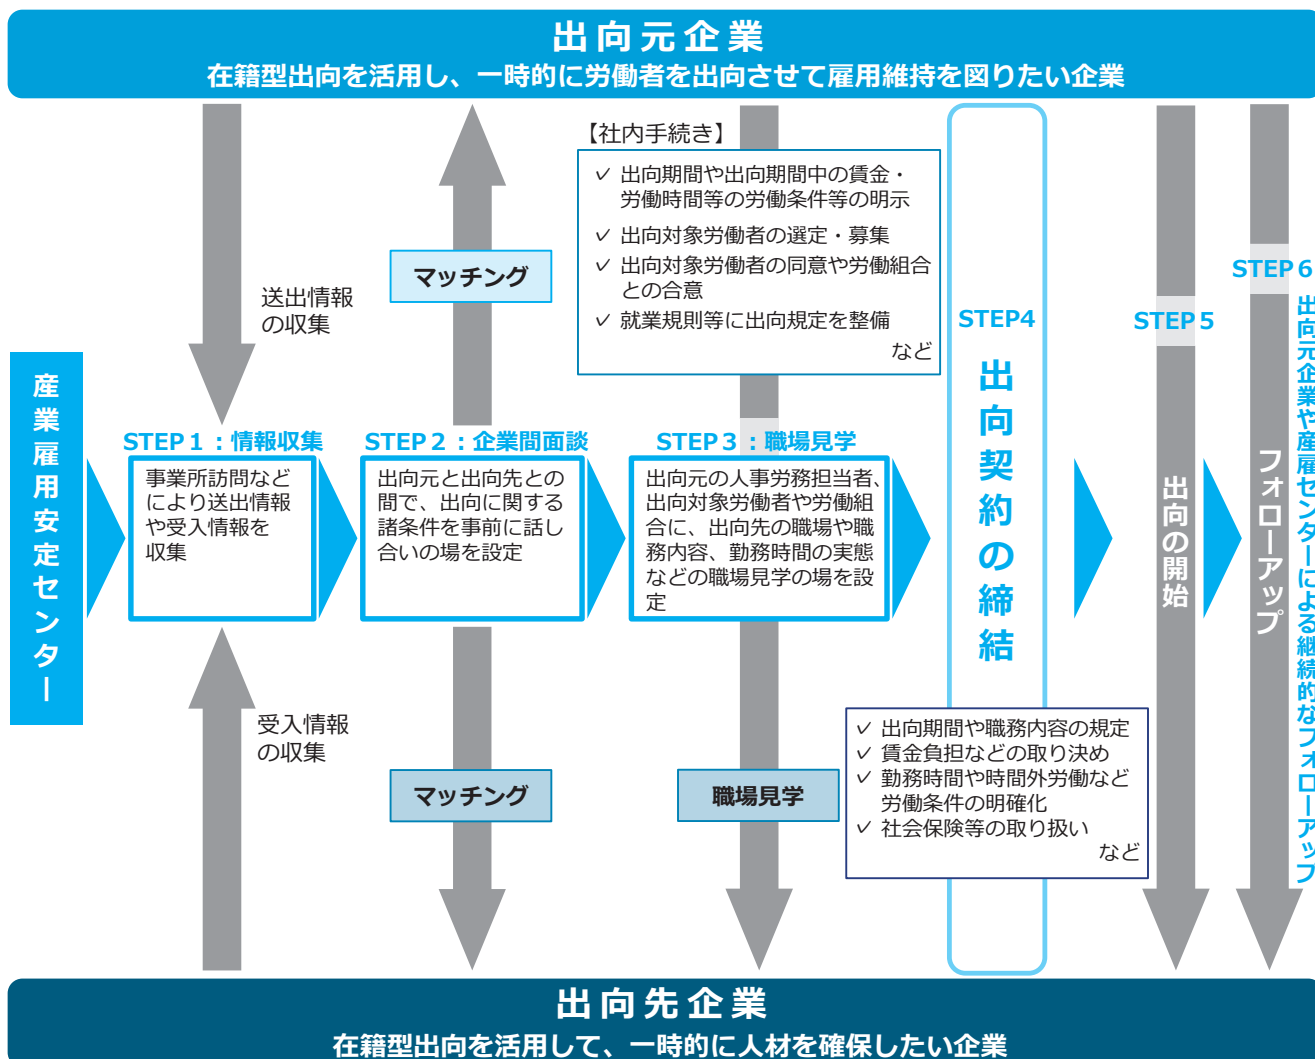 出向元企業
在籍型出向を活用し、一時的に労働者を出向させて雇用維持を図りたい企業
【社内手続き】
✓ 出向期間や出向期間中の賃金・
労働時間等の労働条件等の明示
✓ 出向対象労働者の選定・募集
✓ 出向対象労働者の同意や労働組合
との合意
✓ 就業規則等に出向規定を整備
など
マッチング
送出情報
の収集
産業雇用安定センター
STEP1：情報収集
事業所訪問など
により送出情報
や受入情報を
収集
STEP2：企業間面談
出向元と出向先との
間で、出向に関する
諸条件を事前に話し
合いの場を設定
STEP3：職場見学
出向元の人事労務担当者、
出向対象労働者や労働組
合に、出向先の職場や職
務内容、勤務時間の実態
などの職場見学の場を設
定
STEP4
出向契約の締結
STEP5
出向の開始
STEP6
フォローアップ
出向元企業や産雇センターによる継続的なフォローアップ
受入情報
の収集
マッチング
職場見学
✓ 出向期間や職務内容の規定
✓ 賃金負担などの取り決め
✓ 勤務時間や時間外労働など
労働条件の明確化
✓ 社会保険等の取り扱い
など
出向先企業
在籍型出向を活用して、一時的に人材を確保したい企業